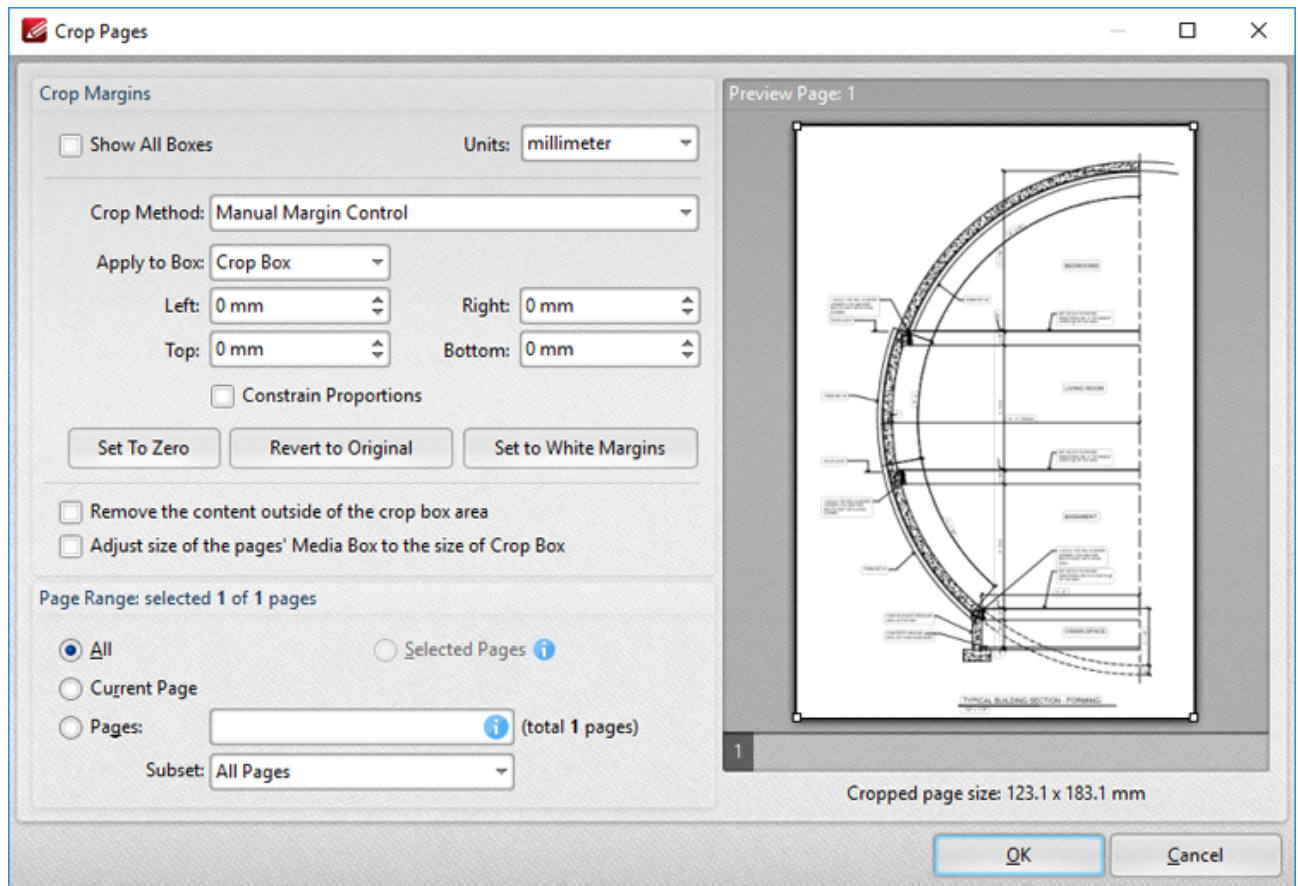 Crop Pages
Crop Margins
Show All Boxes
Units: millimeter
Crop Method: Manual Margin Control
Apply to Box: Crop Box
Left: 0 mm Right: 0 mm
Top: 0 mm Bottom: 0 mm
Constrain Proportions
Set To Zero Revert to Original Set to White Margins
Remove the content outside of the crop box area
Adjust size of the pages' Media Box to the size of Crop Box
Page Range: selected 1 of 1 pages
All Selected Pages
Current Page
Pages: (total 1 pages)
Subset: All Pages
Preview Page: 1
BEDROOMS
LIVING ROOM
BASEMENT
CRAWLSPACE
TYPICAL BUILDING SECTION - FORMING
1
Cropped page size: 123.1 x 183.1 mm
OK Cancel